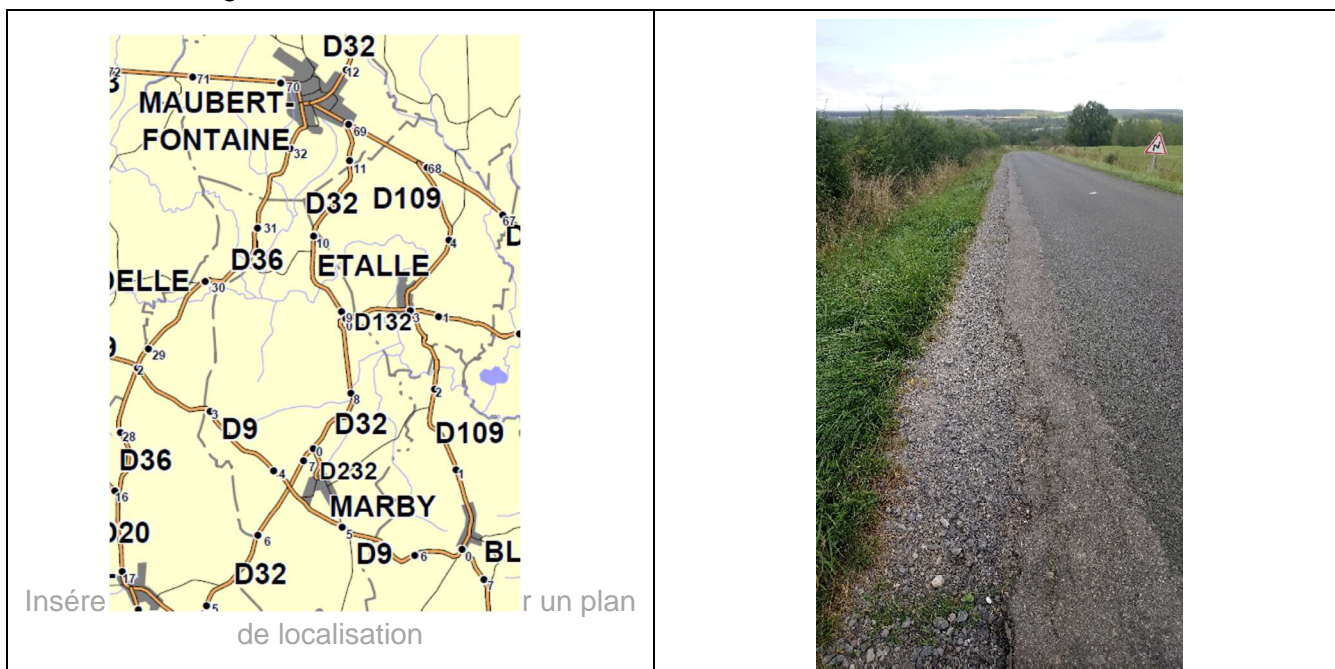 D32
12
72
71
70
MAUBERT-
FONTAINE
69
32
11
68
D32
D109
67
31
10
4
D36
ETALLE
DELLE
30
9
0
D132
3
1
29
2
8
2
3
D9
D32
D109
28
0
D36
7
D232
4
1
16
MARBY
5
D20
6
D9
6
0
BL
17
D32
7
5
Insére
r un plan
de localisation